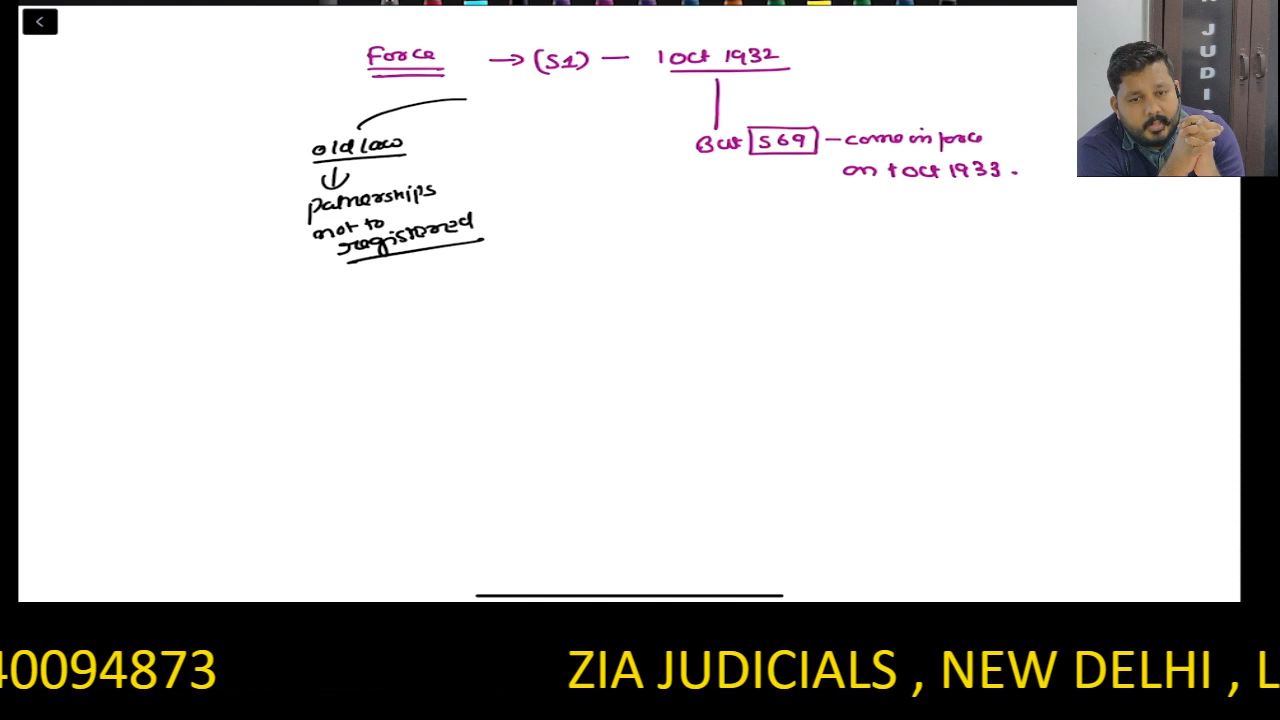 Force → (S1) — 1 oct 1932
But S69 — come in force
on 1 oct 1933.
old law
↓
patnerships
not to
registered
J
U
D
I
40094873 ZIA JUDICIALS , NEW DELHI , L